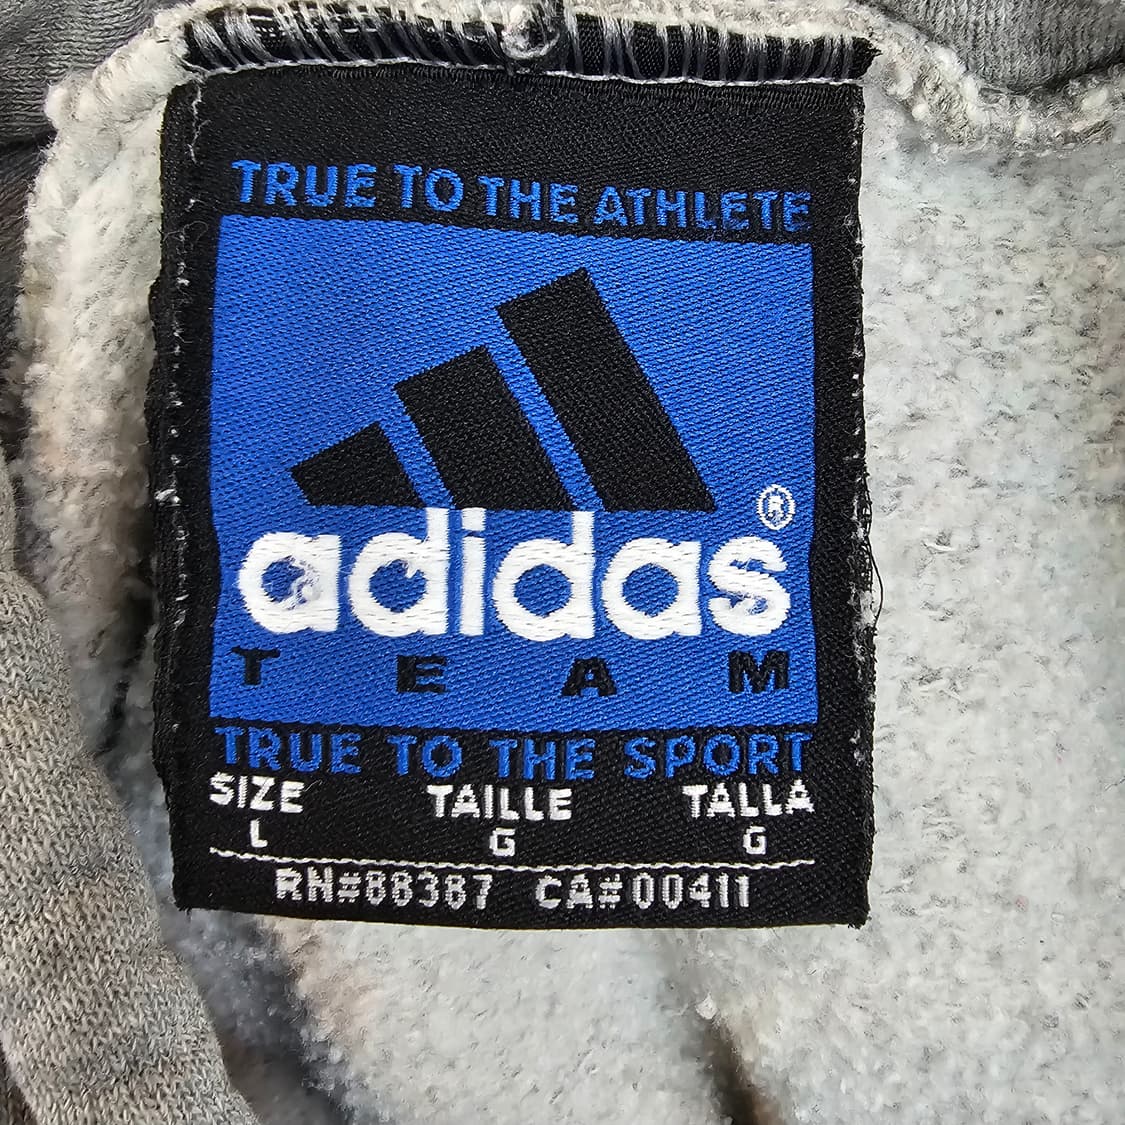 TRUE TO THE ATHLETE
adidas®
TEAM
TRUE TO THE SPORT
SIZE TAILLE TALLA
L G G
RN#88387 CA#00411